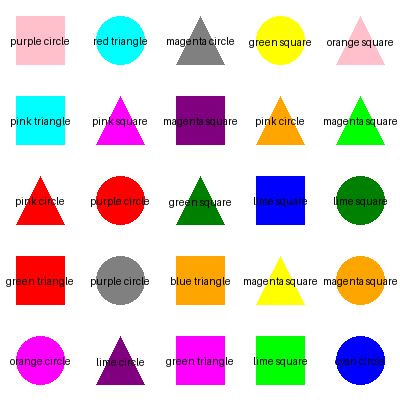 purple circle
red triangle
magenta circle
green square
orange square
pink triangle
pink square
magenta square
pink circle
magenta square
pink circle
purple circle
green square
lime square
lime square
green triangle
purple circle
blue triangle
magenta square
magenta square
orange circle
lime circle
green triangle
lime square
cyan circle